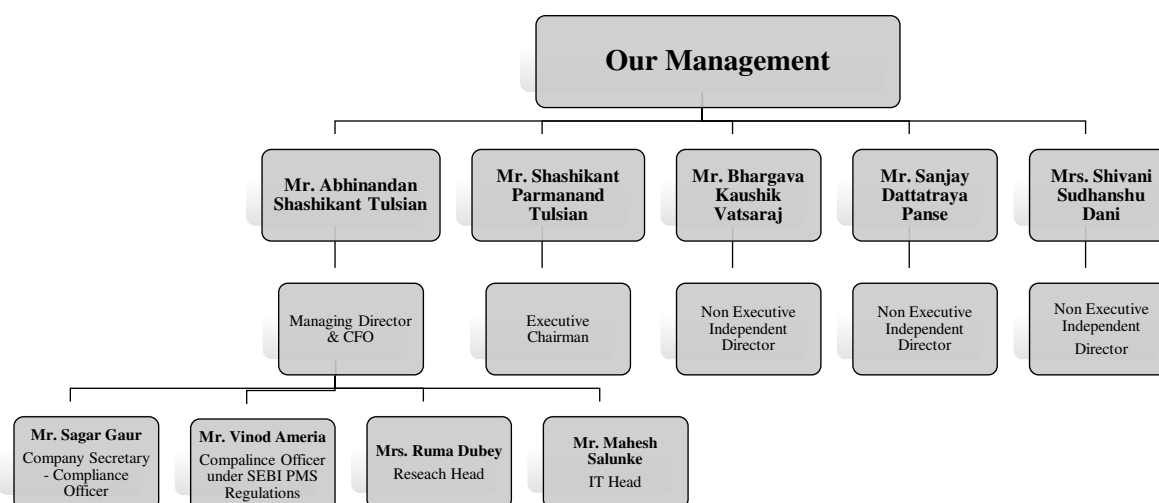 Our Management
Mr. Abhinandan
Shashikant Tulsian
Mr. Shashikant
Parmanand
Tulsian
Mr. Bhargava
Kaushik
Vatsaraj
Mr. Sanjay
Dattatraya
Panse
Mrs. Shivani
Sudhanshu
Dani
Managing Director
& CFO
Executive
Chairman
Non Executive
Independent
Director
Non Executive
Independent
Director
Non Executive
Independent
Director
Mr. Sagar Gaur
Company Secretary
- Compliance
Officer
Mr. Vinod Ameria
Compalince Officer
under SEBI PMS
Regulations
Mrs. Ruma Dubey
Reseach Head
Mr. Mahesh
Salunke
IT Head